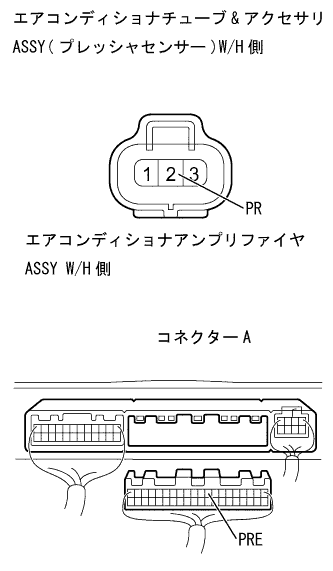 エアコンディショナチューブ&アクセサリ
ASSY(プレッシャセンサー)W/H側
1 2 3
PR
エアコンディショナアンプリファイヤ
ASSY W/H側
コネクターA
PRE